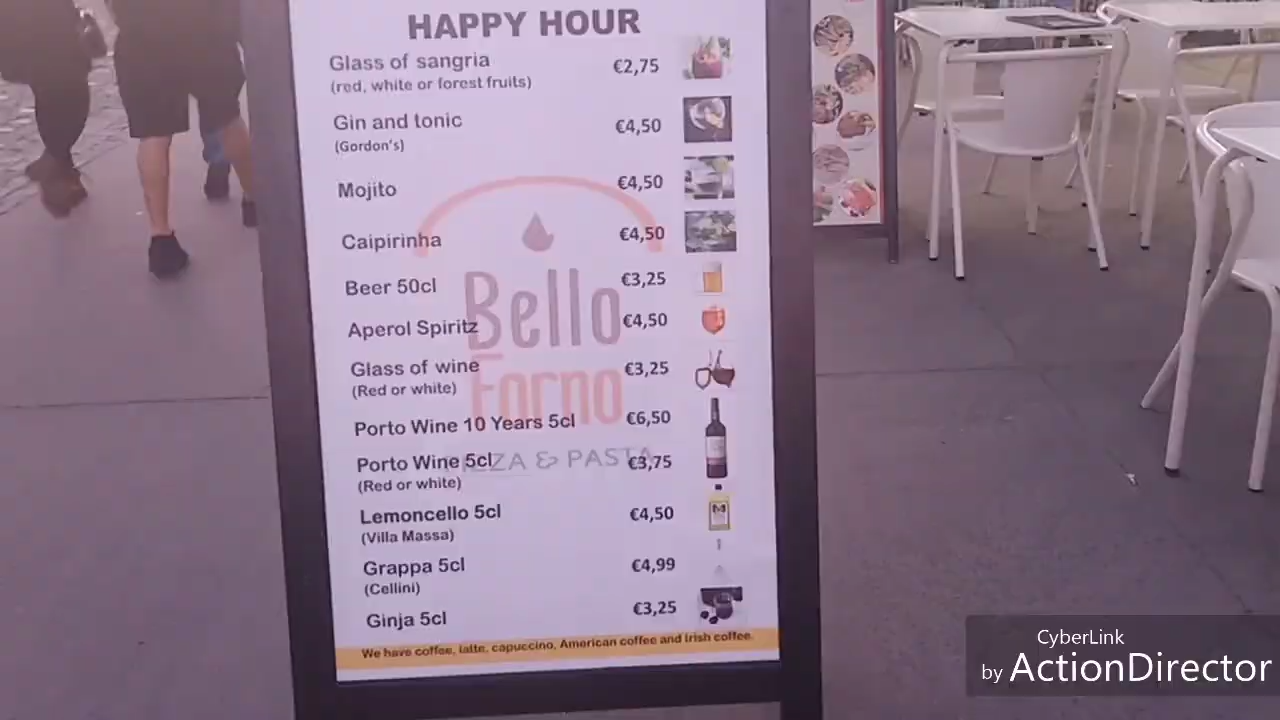 HAPPY HOUR
Glass of sangria €2,75
(red, white or forest fruits)
Gin and tonic €4,50
(Gordon's)
Mojito €4,50
Caipirinha €4,50
Beer 50cl €3,25
Aperol Spiritz €4,50
Glass of wine €3,25
(Red or white)
Porto Wine 10 Years 5cl €6,50
Porto Wine 5cl €3,75
(Red or white)
Lemoncello 5cl €4,50
(Villa Massa)
Grappa 5cl €4,99
(Cellini)
Ginja 5cl €3,25
We have coffee, latte, capuccino, American coffee and Irish coffee.
Bello
Forno
PIZZA & PASTA
CyberLink
by ActionDirector